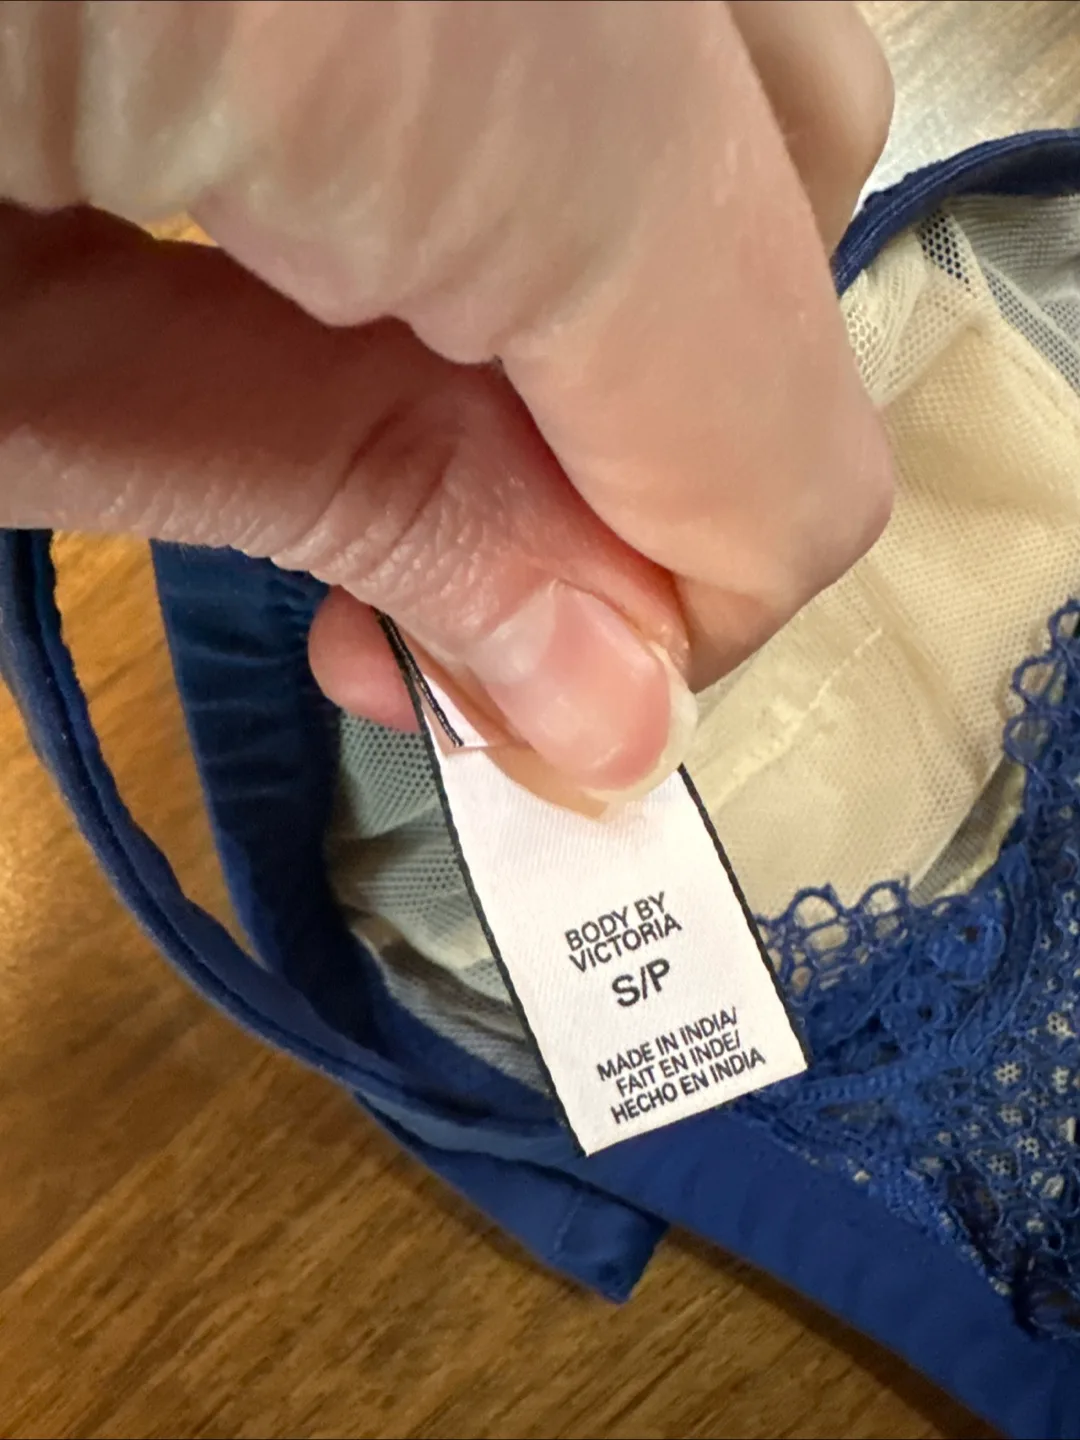 BODY BY
VICTORIA
S/P
MADE IN INDIA/
FAIT EN INDE/
HECHO EN INDIA